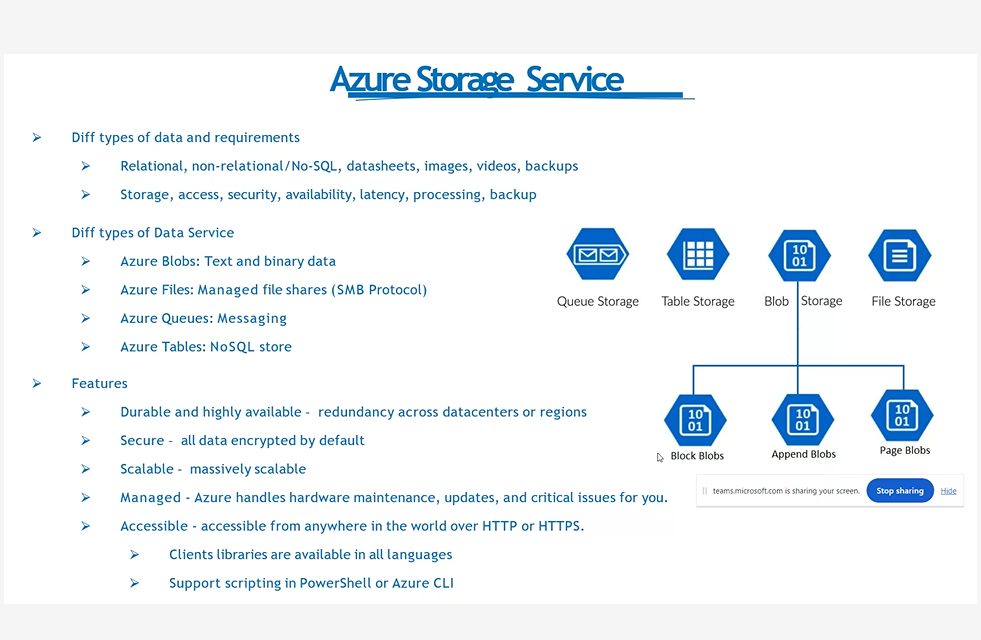 Azure Storage Service
Diff types of data and requirements
Relational, non-relational/No-SQL, datasheets, images, videos, backups
Storage, access, security, availability, latency, processing, backup
Diff types of Data Service
Azure Blobs: Text and binary data
Azure Files: Managed file shares (SMB Protocol)
Azure Queues: Messaging
Azure Tables: NoSQL store
Features
Durable and highly available - redundancy across datacenters or regions
Secure - all data encrypted by default
Scalable - massively scalable
Managed - Azure handles hardware maintenance, updates, and critical issues for you.
Accessible - accessible from anywhere in the world over HTTP or HTTPS.
Clients libraries are available in all languages
Support scripting in PowerShell or Azure CLI
10
01
Queue Storage Table Storage Blob Storage File Storage
10 10 10
01 01 01
Block Blobs Append Blobs Page Blobs
teams.microsoft.com is sharing your screen. Stop sharing Hide